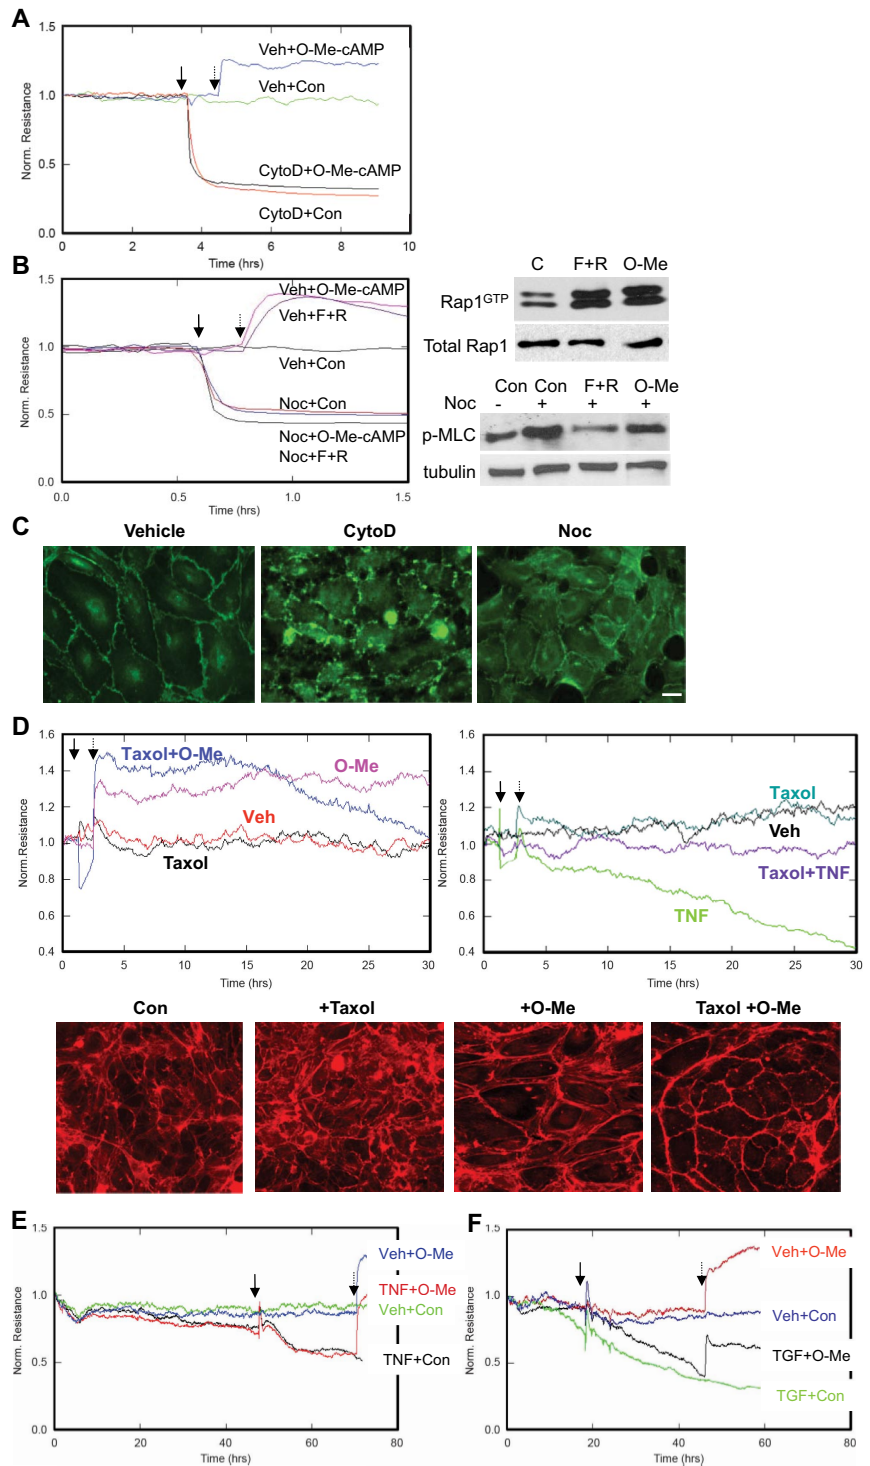 A
1.5
Veh+O-Me-cAMP
1.0
Veh+Con
Norm. Resistance
0.5
CytoD+O-Me-cAMP
CytoD+Con
0.0
0 2 4 6 8 10
Time (hrs)
B
1.5
Veh+O-Me-cAMP
Veh+F+R
1.0
Veh+Con
Norm. Resistance
Noc+Con
0.5
Noc+O-Me-cAMP
Noc+F+R
0.0
0.0 0.5 1.0 1.5
Time (hrs)
C F+R O-Me
Rap1GTP
Total Rap1
Con Con F+R O-Me
Noc - + + +
p-MLC
tubulin
C
Vehicle CytoD Noc
D
1.6
Taxol+O-Me
1.4
O-Me
1.2
Veh
1.0
Taxol
Norm.Resistance
0.8
0.6
0.4
0 5 10 15 20 25 30
Time (hrs)
1.6
1.4
Taxol
1.2
Veh
1.0
Taxol+TNF
Norm.Resistance
0.8
TNF
0.6
0.4
0 5 10 15 20 25 30
Time (hrs)
Con +Taxol +O-Me Taxol +O-Me
E
1.5
Veh+O-Me
TNF+O-Me
1.0
Veh+Con
Norm. Resistance
TNF+Con
0.5
0.0
0 20 40 60 80
Time (hrs)
F
1.5
Veh+O-Me
1.0
Veh+Con
Norm. Resistance
TGF+O-Me
0.5
TGF+Con
0.0
0 20 40 60 80
Time (hrs)